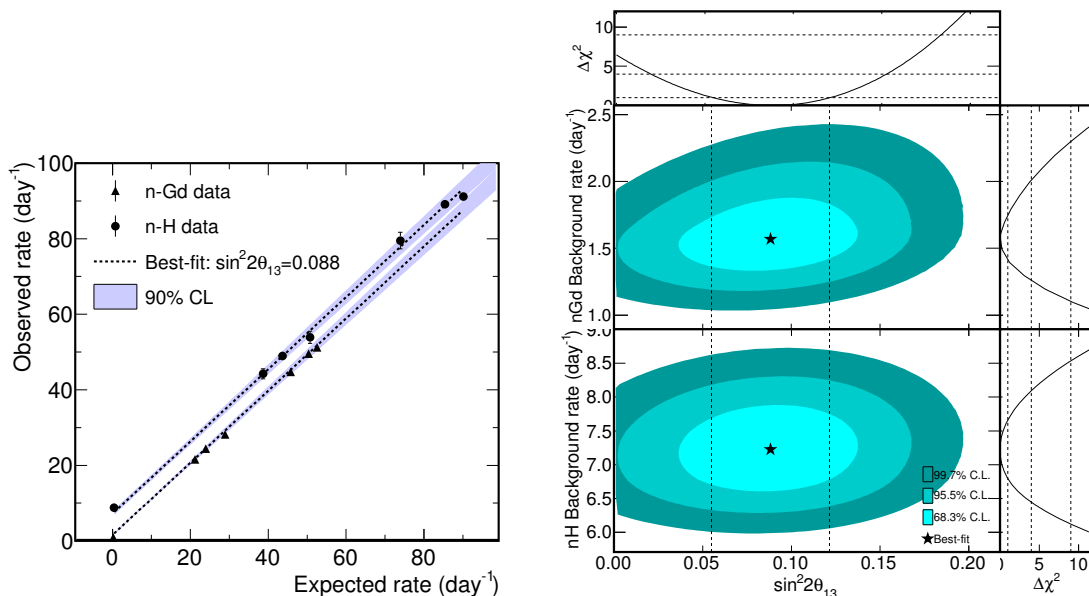 100
80
60
40
20
0
0 20 40 60 80
Observed rate (day⁻¹)
Expected rate (day⁻¹)
n-Gd data
n-H data
Best-fit: sin²2θ₁₃=0.088
90% CL
10
5
0
Δχ²
2.5
2.0
1.5
1.0
nGd Background rate (day⁻¹)
9.0
8.5
8.0
7.5
7.0
6.5
6.0
nH Background rate (day⁻¹)
99.7% C.L.
95.5% C.L.
68.3% C.L.
Best-fit
0.00 0.05 0.10 0.15 0.20
sin²2θ₁₃
0 5 10
Δχ²